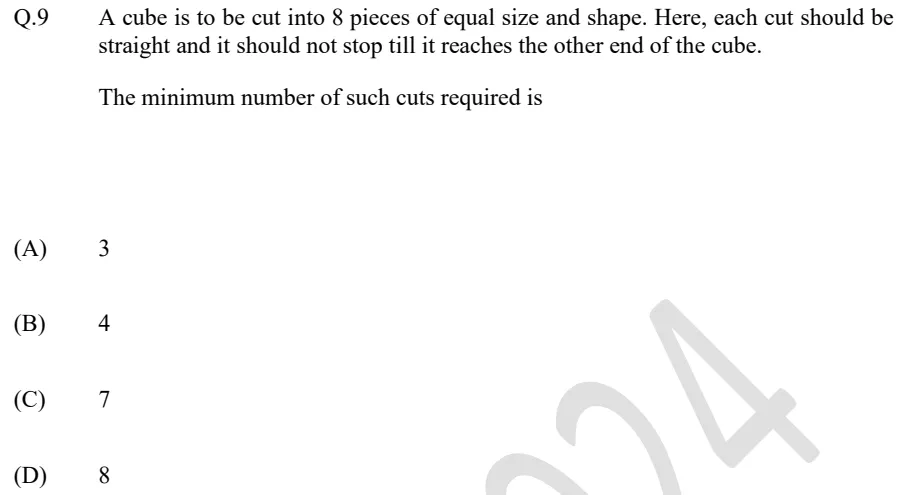 Q.9 A cube is to be cut into 8 pieces of equal size and shape. Here, each cut should be
straight and it should not stop till it reaches the other end of the cube.
The minimum number of such cuts required is
(A) 3
(B) 4
(C) 7
(D) 8